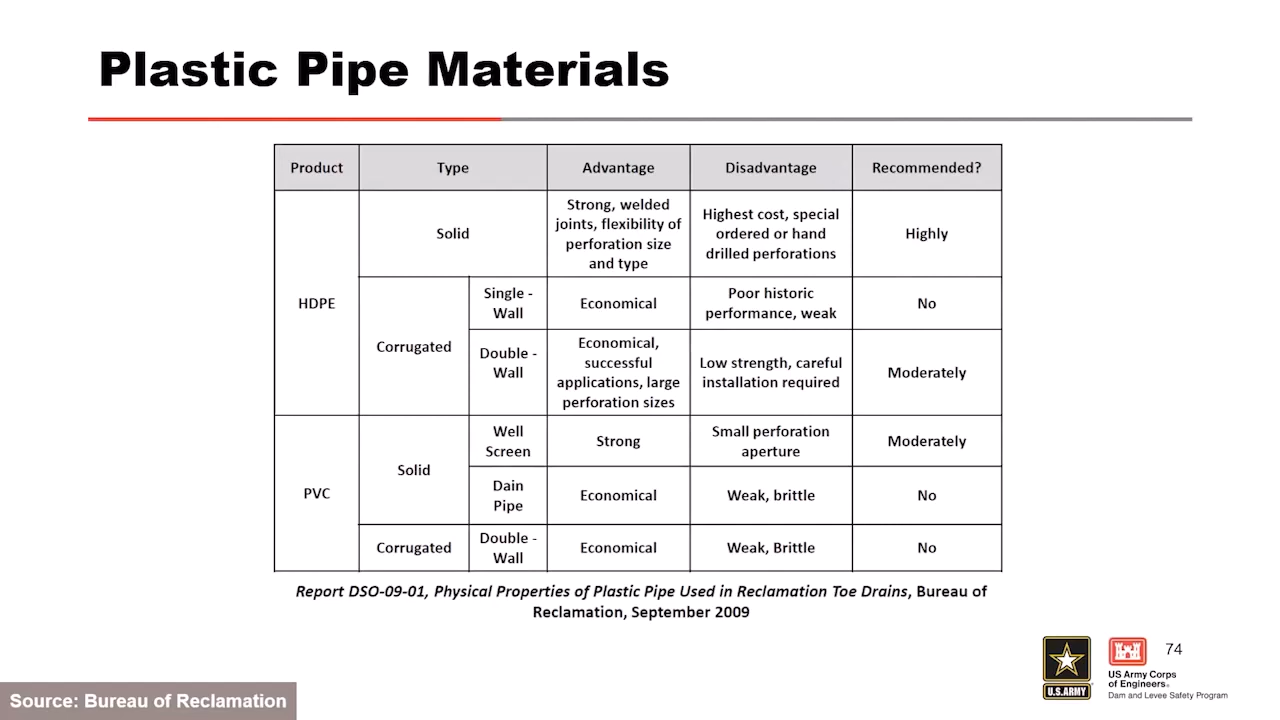 Plastic Pipe Materials
Product Type Advantage Disadvantage Recommended?
HDPE
Solid
Strong, welded
joints, flexibility of
perforation size
and type
Highest cost, special
ordered or hand
drilled perforations
Highly
Corrugated
Single -
Wall
Economical
Poor historic
performance, weak
No
Double -
Wall
Economical,
successful
applications, large
perforation sizes
Low strength, careful
installation required
Moderately
PVC
Solid
Well
Screen
Strong
Small perforation
aperture
Moderately
Dain
Pipe
Economical
Weak, brittle
No
Corrugated
Double -
Wall
Economical
Weak, Brittle
No
Report DSO-09-01, Physical Properties of Plastic Pipe Used in Reclamation Toe Drains, Bureau of
Reclamation, September 2009
U.S.ARMY
US Army Corps
of Engineers®
Dam and Levee Safety Program
74
Source: Bureau of Reclamation